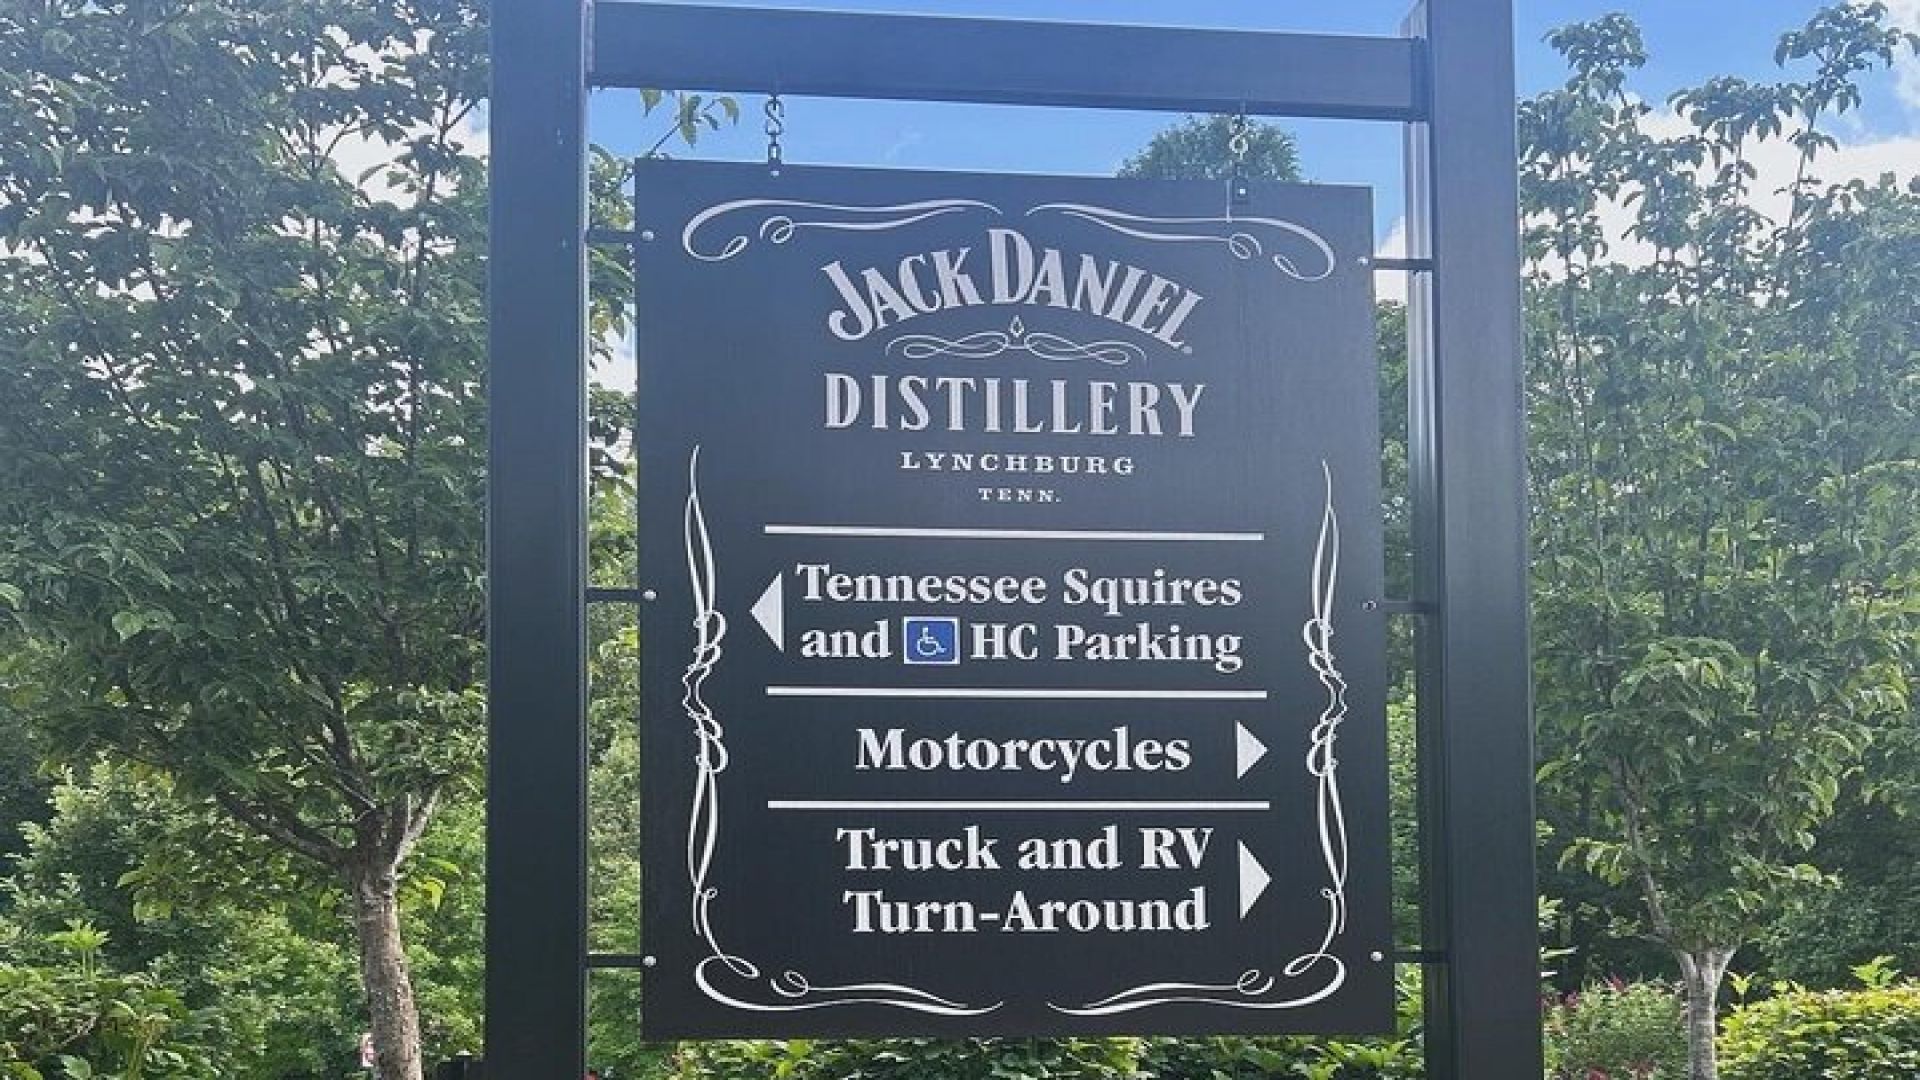 JACK DANIEL
DISTILLERY
LYNCHBURG
TENN.
Tennessee Squires
and HC Parking
Motorcycles
Truck and RV
Turn-Around